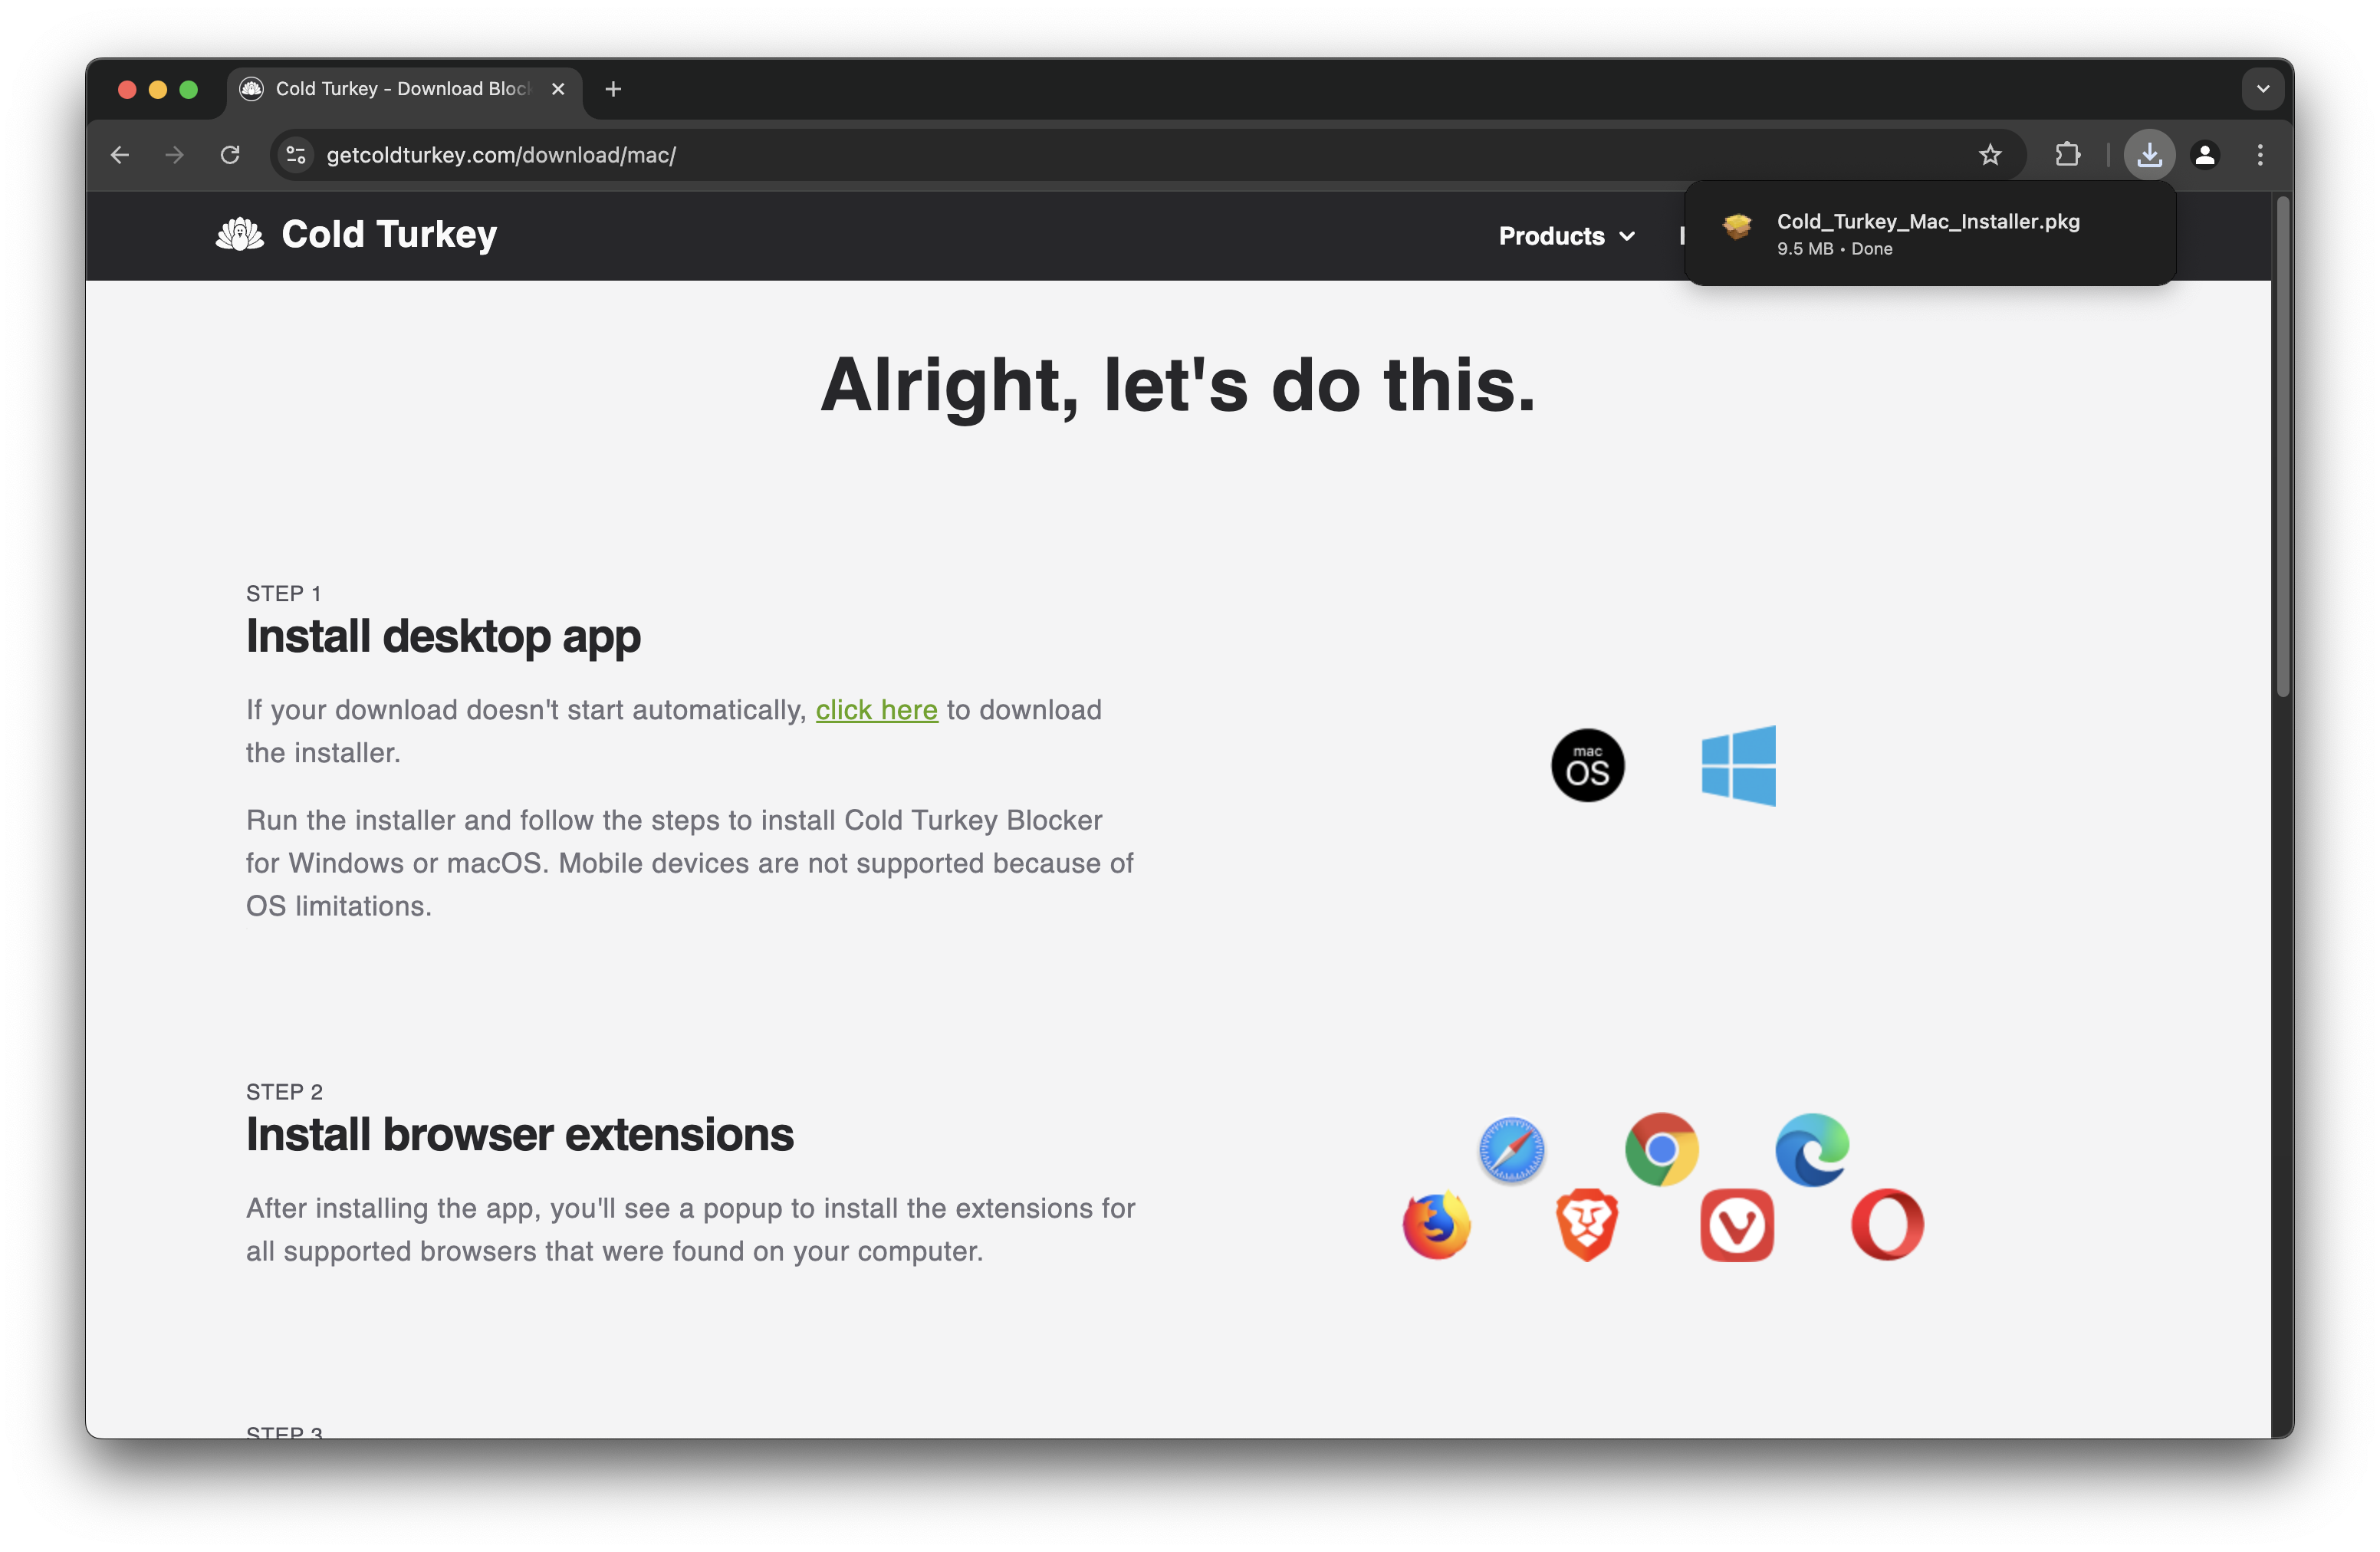 Cold Turkey - Download Bloc
getcoldturkey.com/download/mac/
Cold Turkey
Products
Cold_Turkey_Mac_Installer.pkg
9.5 MB • Done
Alright, let's do this.
STEP 1
Install desktop app
If your download doesn't start automatically, click here to download
the installer.
Run the installer and follow the steps to install Cold Turkey Blocker
for Windows or macOS. Mobile devices are not supported because of
OS limitations.
mac
OS
STEP 2
Install browser extensions
After installing the app, you'll see a popup to install the extensions for
all supported browsers that were found on your computer.
STEP 3